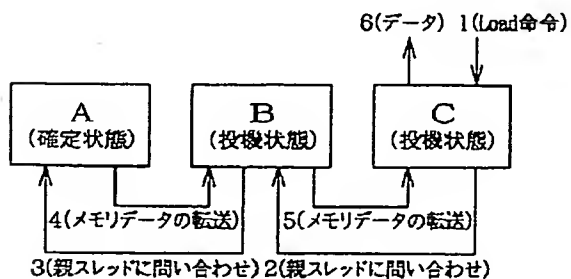 6(データ) 1(Load命令)
A
(確定状態)
B
(投機状態)
C
(投機状態)
4(メモリデータの転送)
5(メモリデータの転送)
3(親スレッドに問い合わせ)
2(親スレッドに問い合わせ)